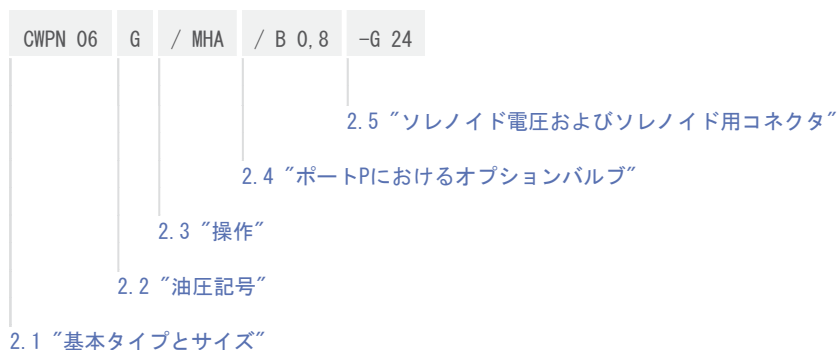 CWPN 06 G / MHA / B 0,8 -G 24
2.5 "ソレノイド電圧およびソレノイド用コネクタ"
2.4 "ポートPにおけるオプションバルブ"
2.3 "操作"
2.2 "油圧記号"
2.1 "基本タイプとサイズ"